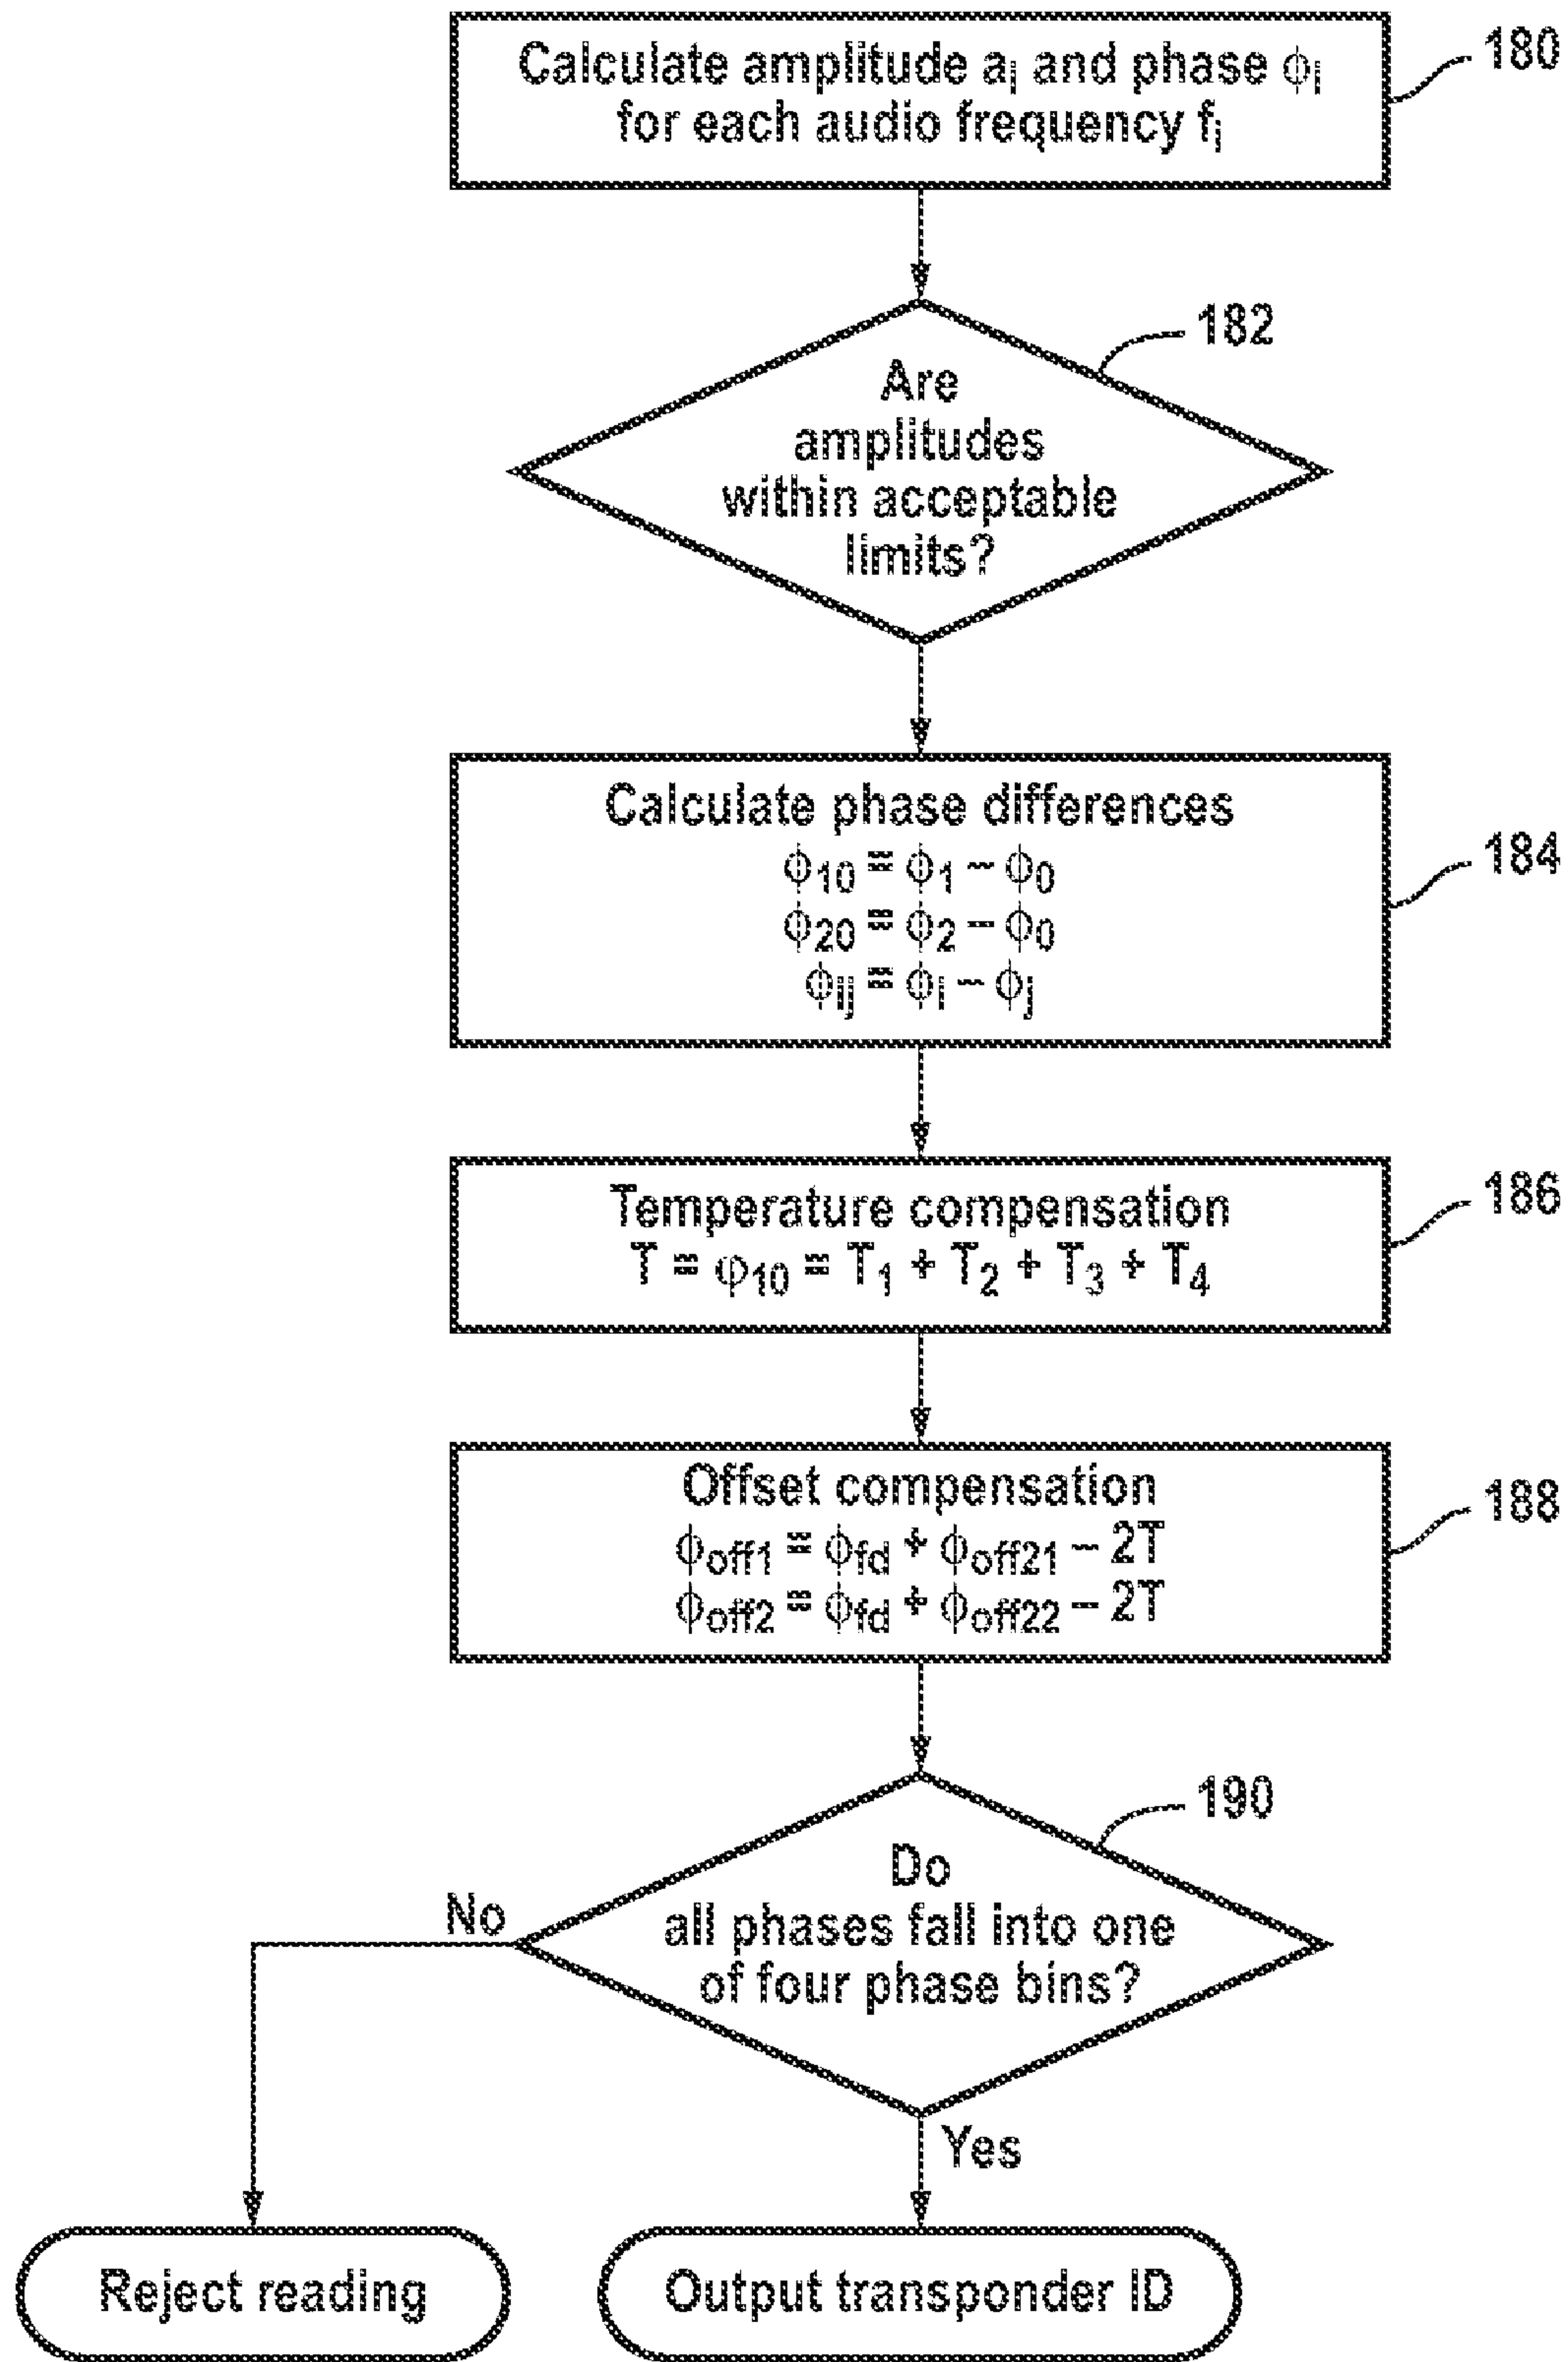 Calculate amplitude aᵢ and phase ϕᵢ
for each audio frequency fᵢ
180
182
Are
amplitudes
within acceptable
limits?
Calculate phase differences
ϕ₁₀ = ϕ₁ – ϕ₀
ϕ₂₀ = ϕ₂ – ϕ₀
ϕᵢⱼ = ϕᵢ – ϕⱼ
184
Temperature compensation
T = φ₁₀ = T₁ + T₂ + T₃ + T₄
186
Offset compensation
ϕoff1 = ϕfd + ϕoff21 – 2T
ϕoff2 = ϕfd + ϕoff22 – 2T
188
190
Do
all phases fall into one
of four phase bins?
No
Yes
Reject reading
Output transponder ID